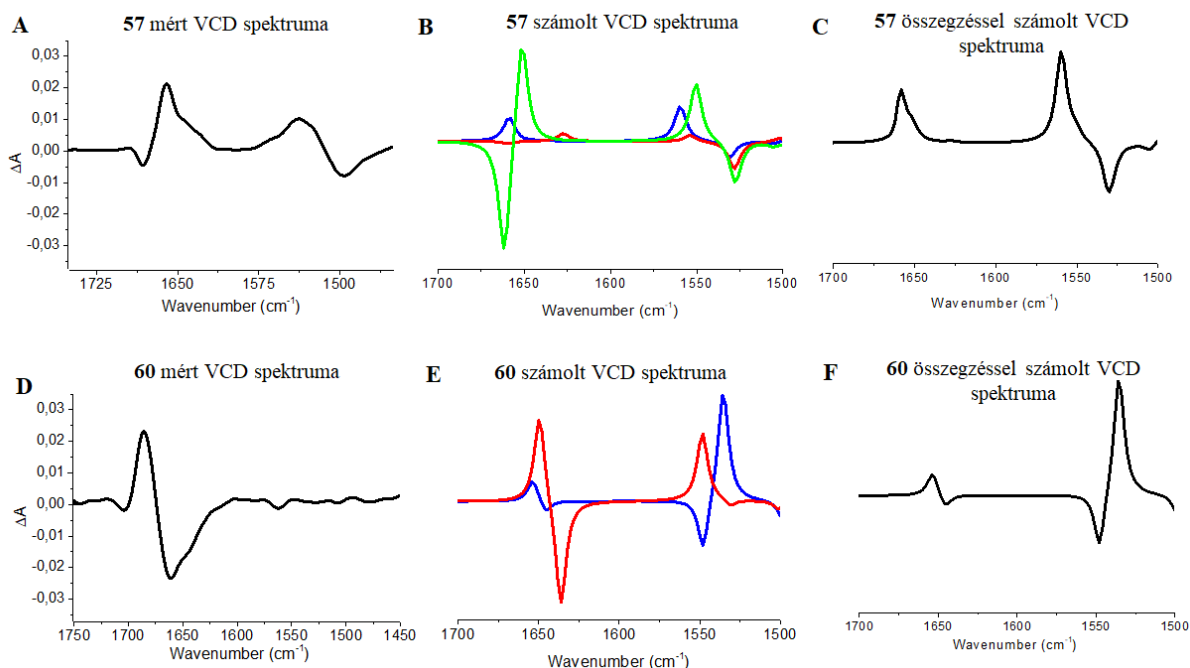 A
57 mért VCD spektruma
0,03
0,02
0,01
0,00
-0,01
-0,02
-0,03
ΔA
1725 1650 1575 1500
Wavenumber (cm⁻¹)
B
57 számolt VCD spektruma
1700 1650 1600 1550 1500
Wavenumber (cm⁻¹)
C
57 összegzéssel számolt VCD
spektruma
1700 1650 1600 1550 1500
Wavenumber (cm⁻¹)
D
60 mért VCD spektruma
0,03
0,02
0,01
0,00
-0,01
-0,02
-0,03
ΔA
1750 1700 1650 1600 1550 1500 1450
Wavenumber (cm⁻¹)
E
60 számolt VCD spektruma
1700 1650 1600 1550 1500
Wavenumber (cm⁻¹)
F
60 összegzéssel számolt VCD
spektruma
1700 1650 1600 1550 1500
Wavenumber (cm⁻¹)